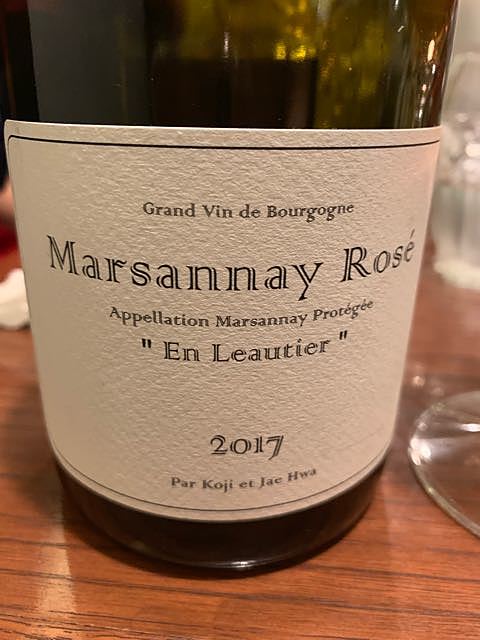 Grand Vin de Bourgogne
Marsannay Rosé
Appellation Marsannay Protégée
" En Leautier "
2017
Par Koji et Jae Hwa